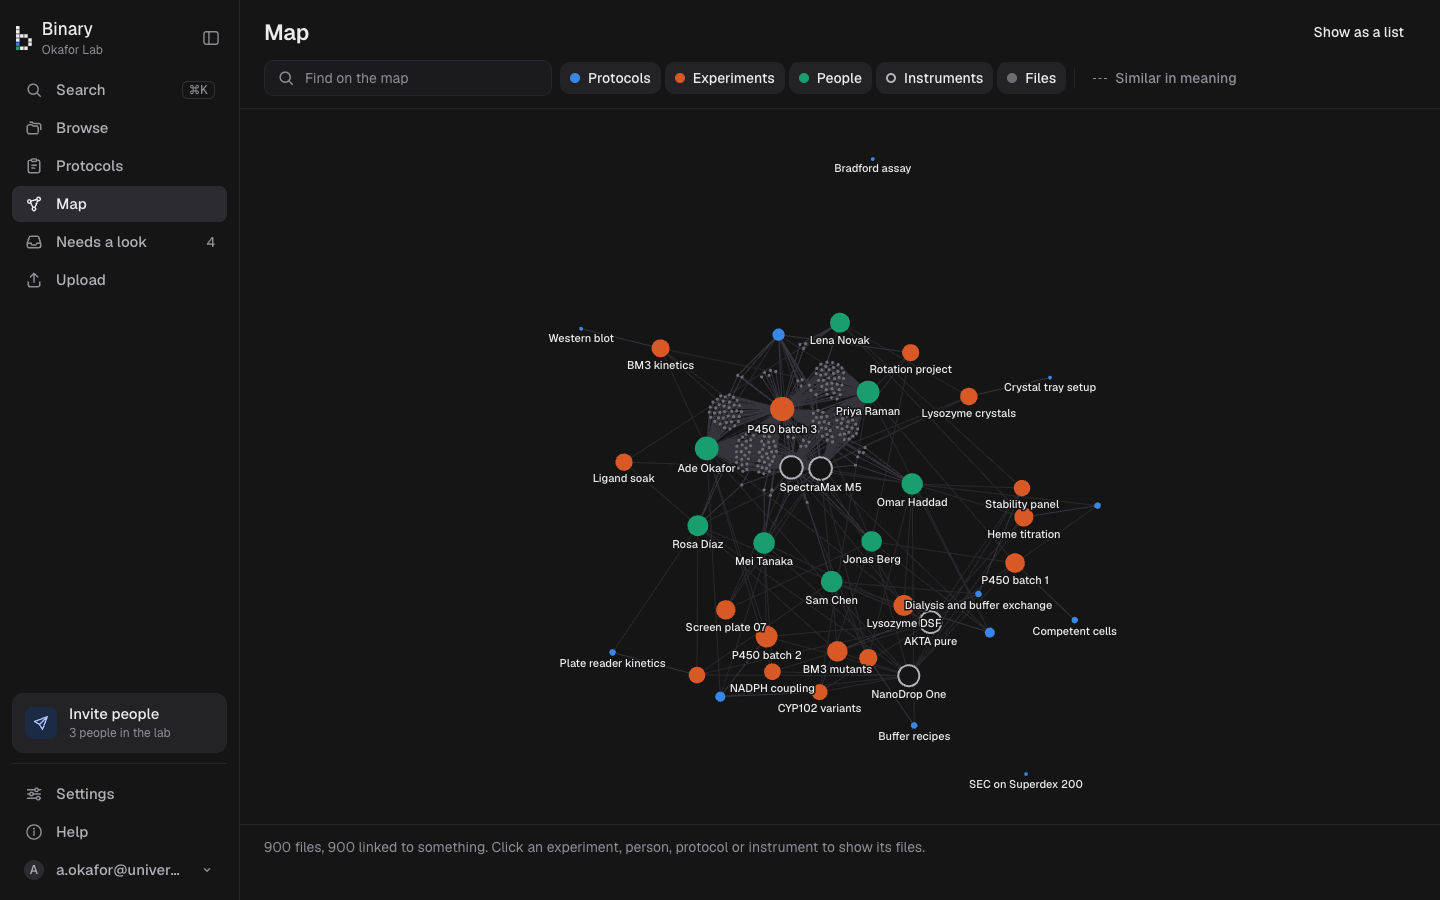 Binary
Okafor Lab
Search
⌘K
Browse
Protocols
Map
Needs a look
4
Upload
Invite people
3 people in the lab
Settings
Help
A
a.okafor@univer...
Map
Show as a list
Find on the map
Protocols
Experiments
People
Instruments
Files
Similar in meaning
Bradford assay
Western blot
BM3 kinetics
Lena Novak
Rotation project
Crystal tray setup
Lysozyme crystals
Priya Raman
P450 batch 3
Ade Okafor
Ligand soak
SpectraMax M5
Omar Haddad
Stability panel
Heme titration
Rosa Díaz
Mei Tanaka
Jonas Berg
P450 batch 1
Sam Chen
Dialysis and buffer exchange
Lysozyme DSF
Screen plate 07
AKTA pure
Competent cells
P450 batch 2
Plate reader kinetics
BM3 mutants
NADPH coupling
NanoDrop One
CYP102 variants
Buffer recipes
SEC on Superdex 200
900 files, 900 linked to something. Click an experiment, person, protocol or instrument to show its files.